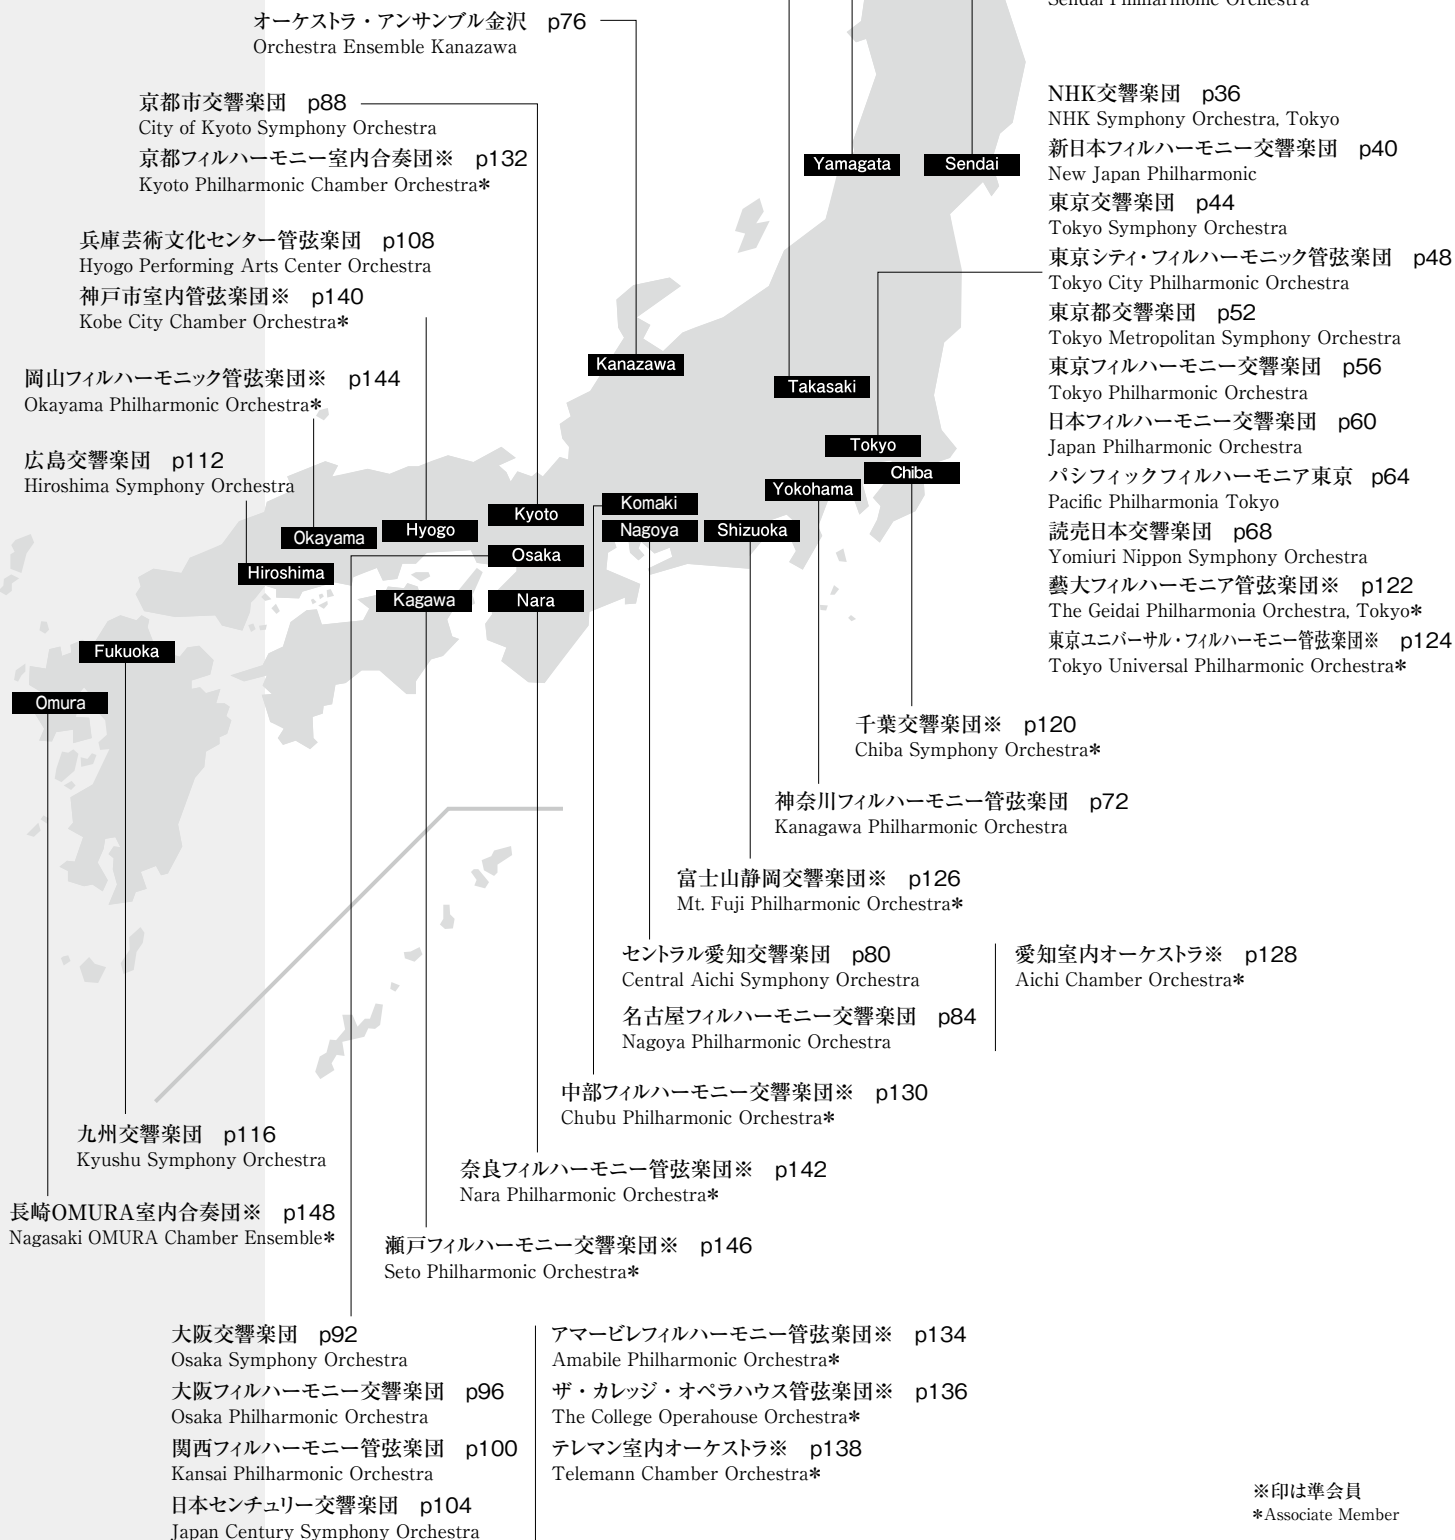 Sendai Philharmonic Orchestra
オーケストラ・アンサンブル金沢 p76
Orchestra Ensemble Kanazawa
京都市交響楽団 p88
City of Kyoto Symphony Orchestra
京都フィルハーモニー室内合奏団※ p132
Kyoto Philharmonic Chamber Orchestra*
兵庫芸術文化センター管弦楽団 p108
Hyogo Performing Arts Center Orchestra
神戸市室内管弦楽団※ p140
Kobe City Chamber Orchestra*
岡山フィルハーモニック管弦楽団※ p144
Okayama Philharmonic Orchestra*
広島交響楽団 p112
Hiroshima Symphony Orchestra
NHK交響楽団 p36
NHK Symphony Orchestra, Tokyo
新日本フィルハーモニー交響楽団 p40
New Japan Philharmonic
東京交響楽団 p44
Tokyo Symphony Orchestra
東京シティ・フィルハーモニック管弦楽団 p48
Tokyo City Philharmonic Orchestra
東京都交響楽団 p52
Tokyo Metropolitan Symphony Orchestra
東京フィルハーモニー交響楽団 p56
Tokyo Philharmonic Orchestra
日本フィルハーモニー交響楽団 p60
Japan Philharmonic Orchestra
パシフィックフィルハーモニア東京 p64
Pacific Philharmonia Tokyo
読売日本交響楽団 p68
Yomiuri Nippon Symphony Orchestra
藝大フィルハーモニア管弦楽団※ p122
The Geidai Philharmonia Orchestra, Tokyo*
東京ユニバーサル・フィルハーモニー管弦楽団※ p124
Tokyo Universal Philharmonic Orchestra*
Yamagata
Sendai
Kanazawa
Takasaki
Tokyo
Chiba
Yokohama
Komaki
Kyoto
Nagoya
Shizuoka
Hyogo
Okayama
Osaka
Hiroshima
Kagawa
Nara
Fukuoka
Omura
千葉交響楽団※ p120
Chiba Symphony Orchestra*
神奈川フィルハーモニー管弦楽団 p72
Kanagawa Philharmonic Orchestra
富士山静岡交響楽団※ p126
Mt. Fuji Philharmonic Orchestra*
セントラル愛知交響楽団 p80
Central Aichi Symphony Orchestra
名古屋フィルハーモニー交響楽団 p84
Nagoya Philharmonic Orchestra
愛知室内オーケストラ※ p128
Aichi Chamber Orchestra*
中部フィルハーモニー交響楽団※ p130
Chubu Philharmonic Orchestra*
九州交響楽団 p116
Kyushu Symphony Orchestra
奈良フィルハーモニー管弦楽団※ p142
Nara Philharmonic Orchestra*
長崎OMURA室内合奏団※ p148
Nagasaki OMURA Chamber Ensemble*
瀬戸フィルハーモニー交響楽団※ p146
Seto Philharmonic Orchestra*
大阪交響楽団 p92
Osaka Symphony Orchestra
大阪フィルハーモニー交響楽団 p96
Osaka Philharmonic Orchestra
関西フィルハーモニー管弦楽団 p100
Kansai Philharmonic Orchestra
日本センチュリー交響楽団 p104
Japan Century Symphony Orchestra
アマービレフィルハーモニー管弦楽団※ p134
Amabile Philharmonic Orchestra*
ザ・カレッジ・オペラハウス管弦楽団※ p136
The College Operahouse Orchestra*
テレマン室内オーケストラ※ p138
Telemann Chamber Orchestra*
※印は準会員
*Associate Member